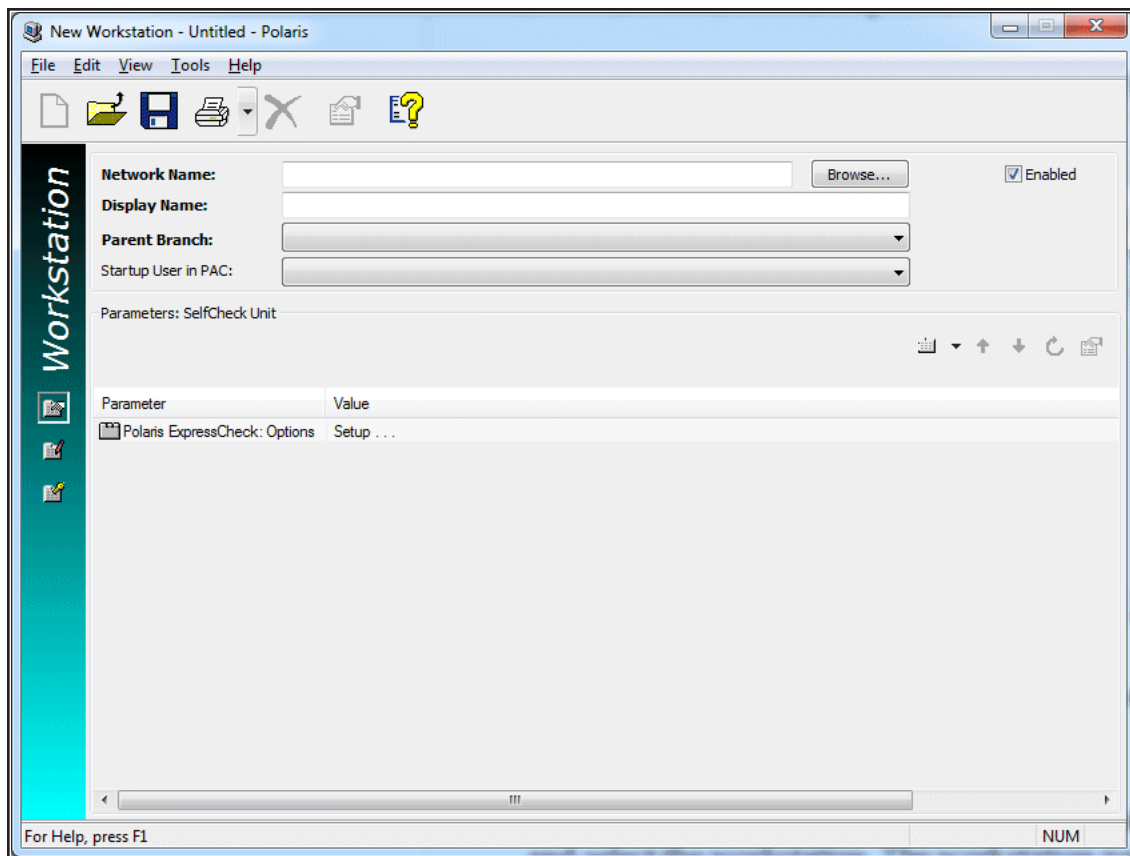 New Workstation - Untitled - Polaris
File Edit View Tools Help
Workstation
Network Name:
Browse...
Enabled
Display Name:
Parent Branch:
Startup User in PAC:
Parameters: SelfCheck Unit
Parameter Value
Polaris ExpressCheck: Options Setup . . .
For Help, press F1
NUM